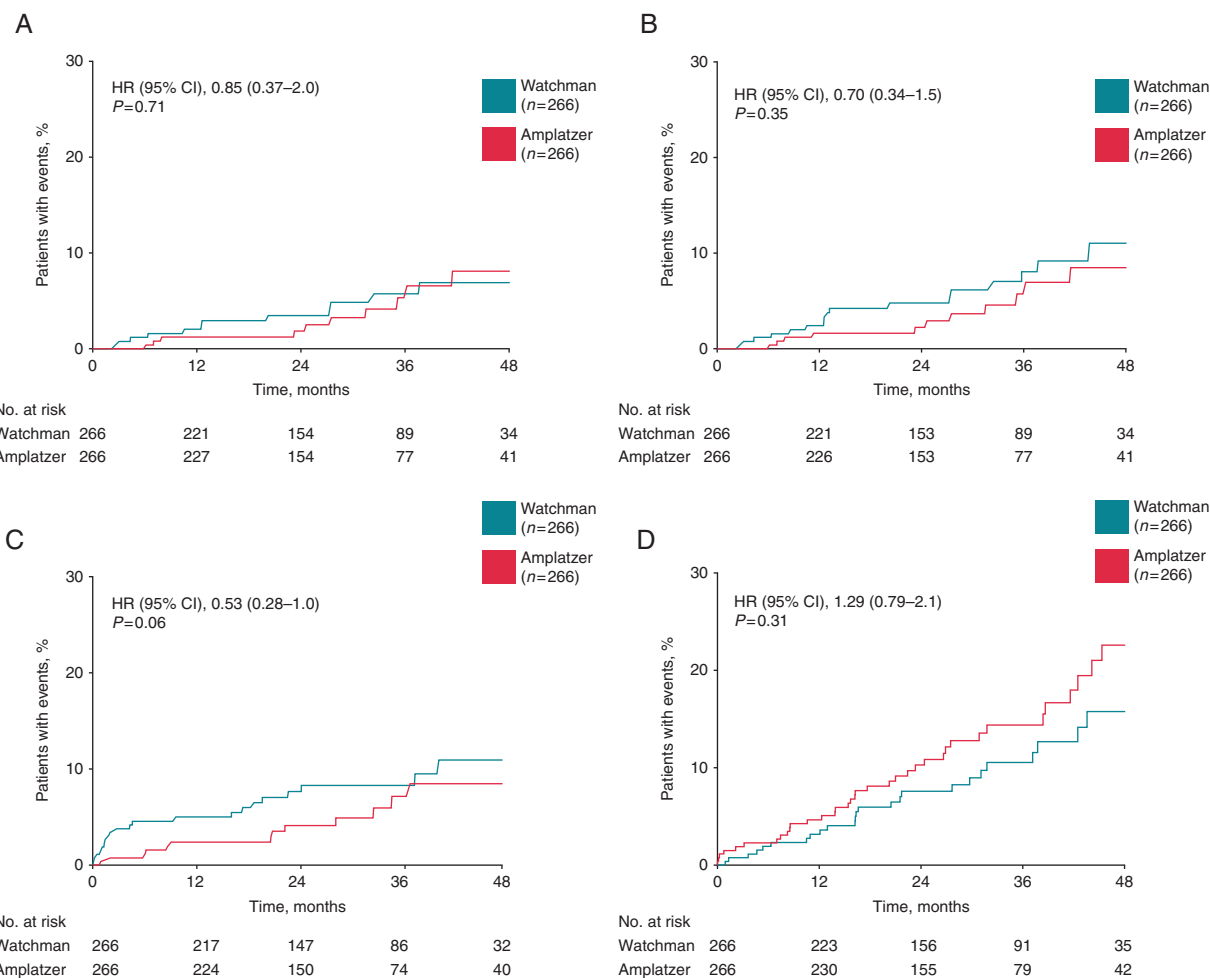 A
30
20
10
0
Patients with events, %
HR (95% CI), 0.85 (0.37–2.0)
P=0.71
Watchman
(n=266)
Amplatzer
(n=266)
0 12 24 36 48
Time, months
No. at risk
Watchman 266 221 154 89 34
Amplatzer 266 227 154 77 41
B
30
20
10
0
Patients with events, %
HR (95% CI), 0.70 (0.34–1.5)
P=0.35
Watchman
(n=266)
Amplatzer
(n=266)
0 12 24 36 48
Time, months
No. at risk
Watchman 266 221 153 89 34
Amplatzer 266 226 153 77 41
C
30
20
10
0
Patients with events, %
HR (95% CI), 0.53 (0.28–1.0)
P=0.06
Watchman
(n=266)
Amplatzer
(n=266)
0 12 24 36 48
Time, months
No. at risk
Watchman 266 217 147 86 32
Amplatzer 266 224 150 74 40
D
30
20
10
0
Patients with events, %
HR (95% CI), 1.29 (0.79–2.1)
P=0.31
Watchman
(n=266)
Amplatzer
(n=266)
0 12 24 36 48
Time, months
No. at risk
Watchman 266 223 156 91 35
Amplatzer 266 230 155 79 42